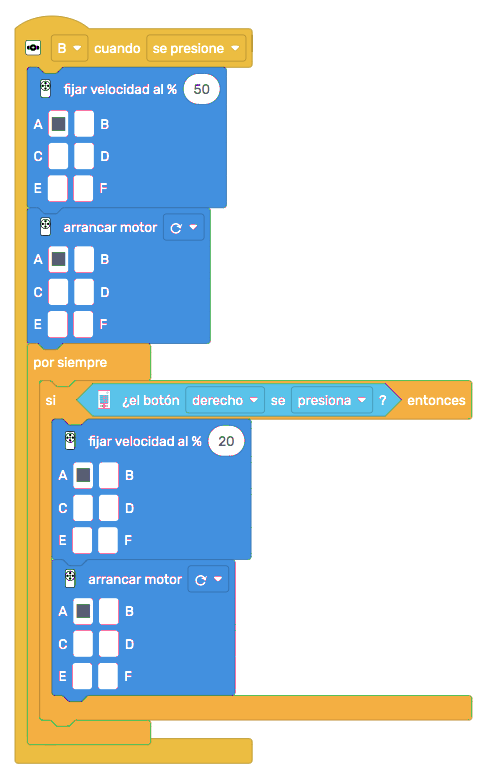 B cuando se presione
fijar velocidad al % 50
A B
C D
E F
arrancar motor
A B
C D
E F
por siempre
si ¿el botón derecho se presiona ? entonces
fijar velocidad al % 20
A B
C D
E F
arrancar motor
A B
C D
E F